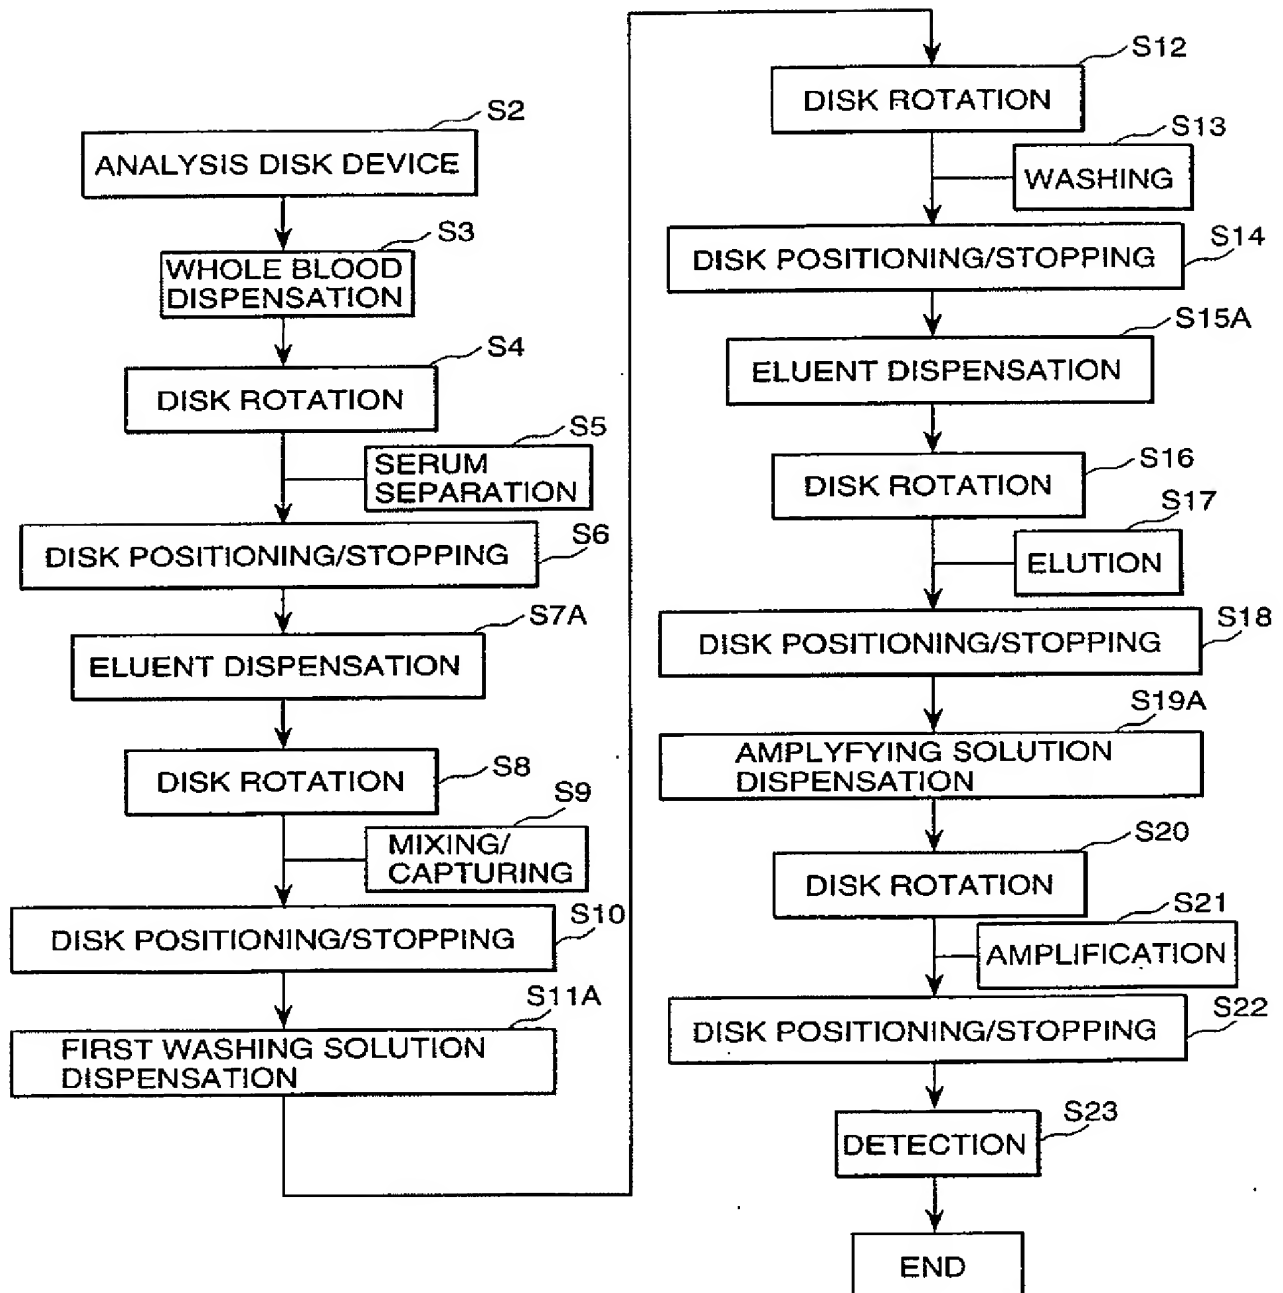 S2
ANALYSIS DISK DEVICE
S3
WHOLE BLOOD
DISPENSATION
S4
DISK ROTATION
S5
SERUM
SEPARATION
S6
DISK POSITIONING/STOPPING
S7A
ELUENT DISPENSATION
S8
DISK ROTATION
S9
MIXING/
CAPTURING
S10
DISK POSITIONING/STOPPING
S11A
FIRST WASHING SOLUTION
DISPENSATION
S12
DISK ROTATION
S13
WASHING
S14
DISK POSITIONING/STOPPING
S15A
ELUENT DISPENSATION
S16
DISK ROTATION
S17
ELUTION
S18
DISK POSITIONING/STOPPING
S19A
AMPLYFYING SOLUTION
DISPENSATION
S20
DISK ROTATION
S21
AMPLIFICATION
S22
DISK POSITIONING/STOPPING
S23
DETECTION
END